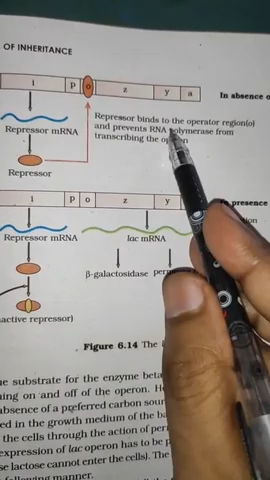 OF INHERITANCE
i p o z y a
In absence o
Repressor mRNA
Repressor binds to the operator region(o)
and prevents RNA polymerase from
transcribing the
Repressor
i p o z y
presence
Repressor mRNA
lac mRNA
β-galactosidase
active repressor)
Figure 6.14 The
e substrate for the enzyme beta
ning on and off of the operon. H
absence of a preferred carbon sour
ed in the growth medium of the ba
the cells through the action of per
expression of lac operon has to be p
se lactose cannot enter the cells). The
following manner.